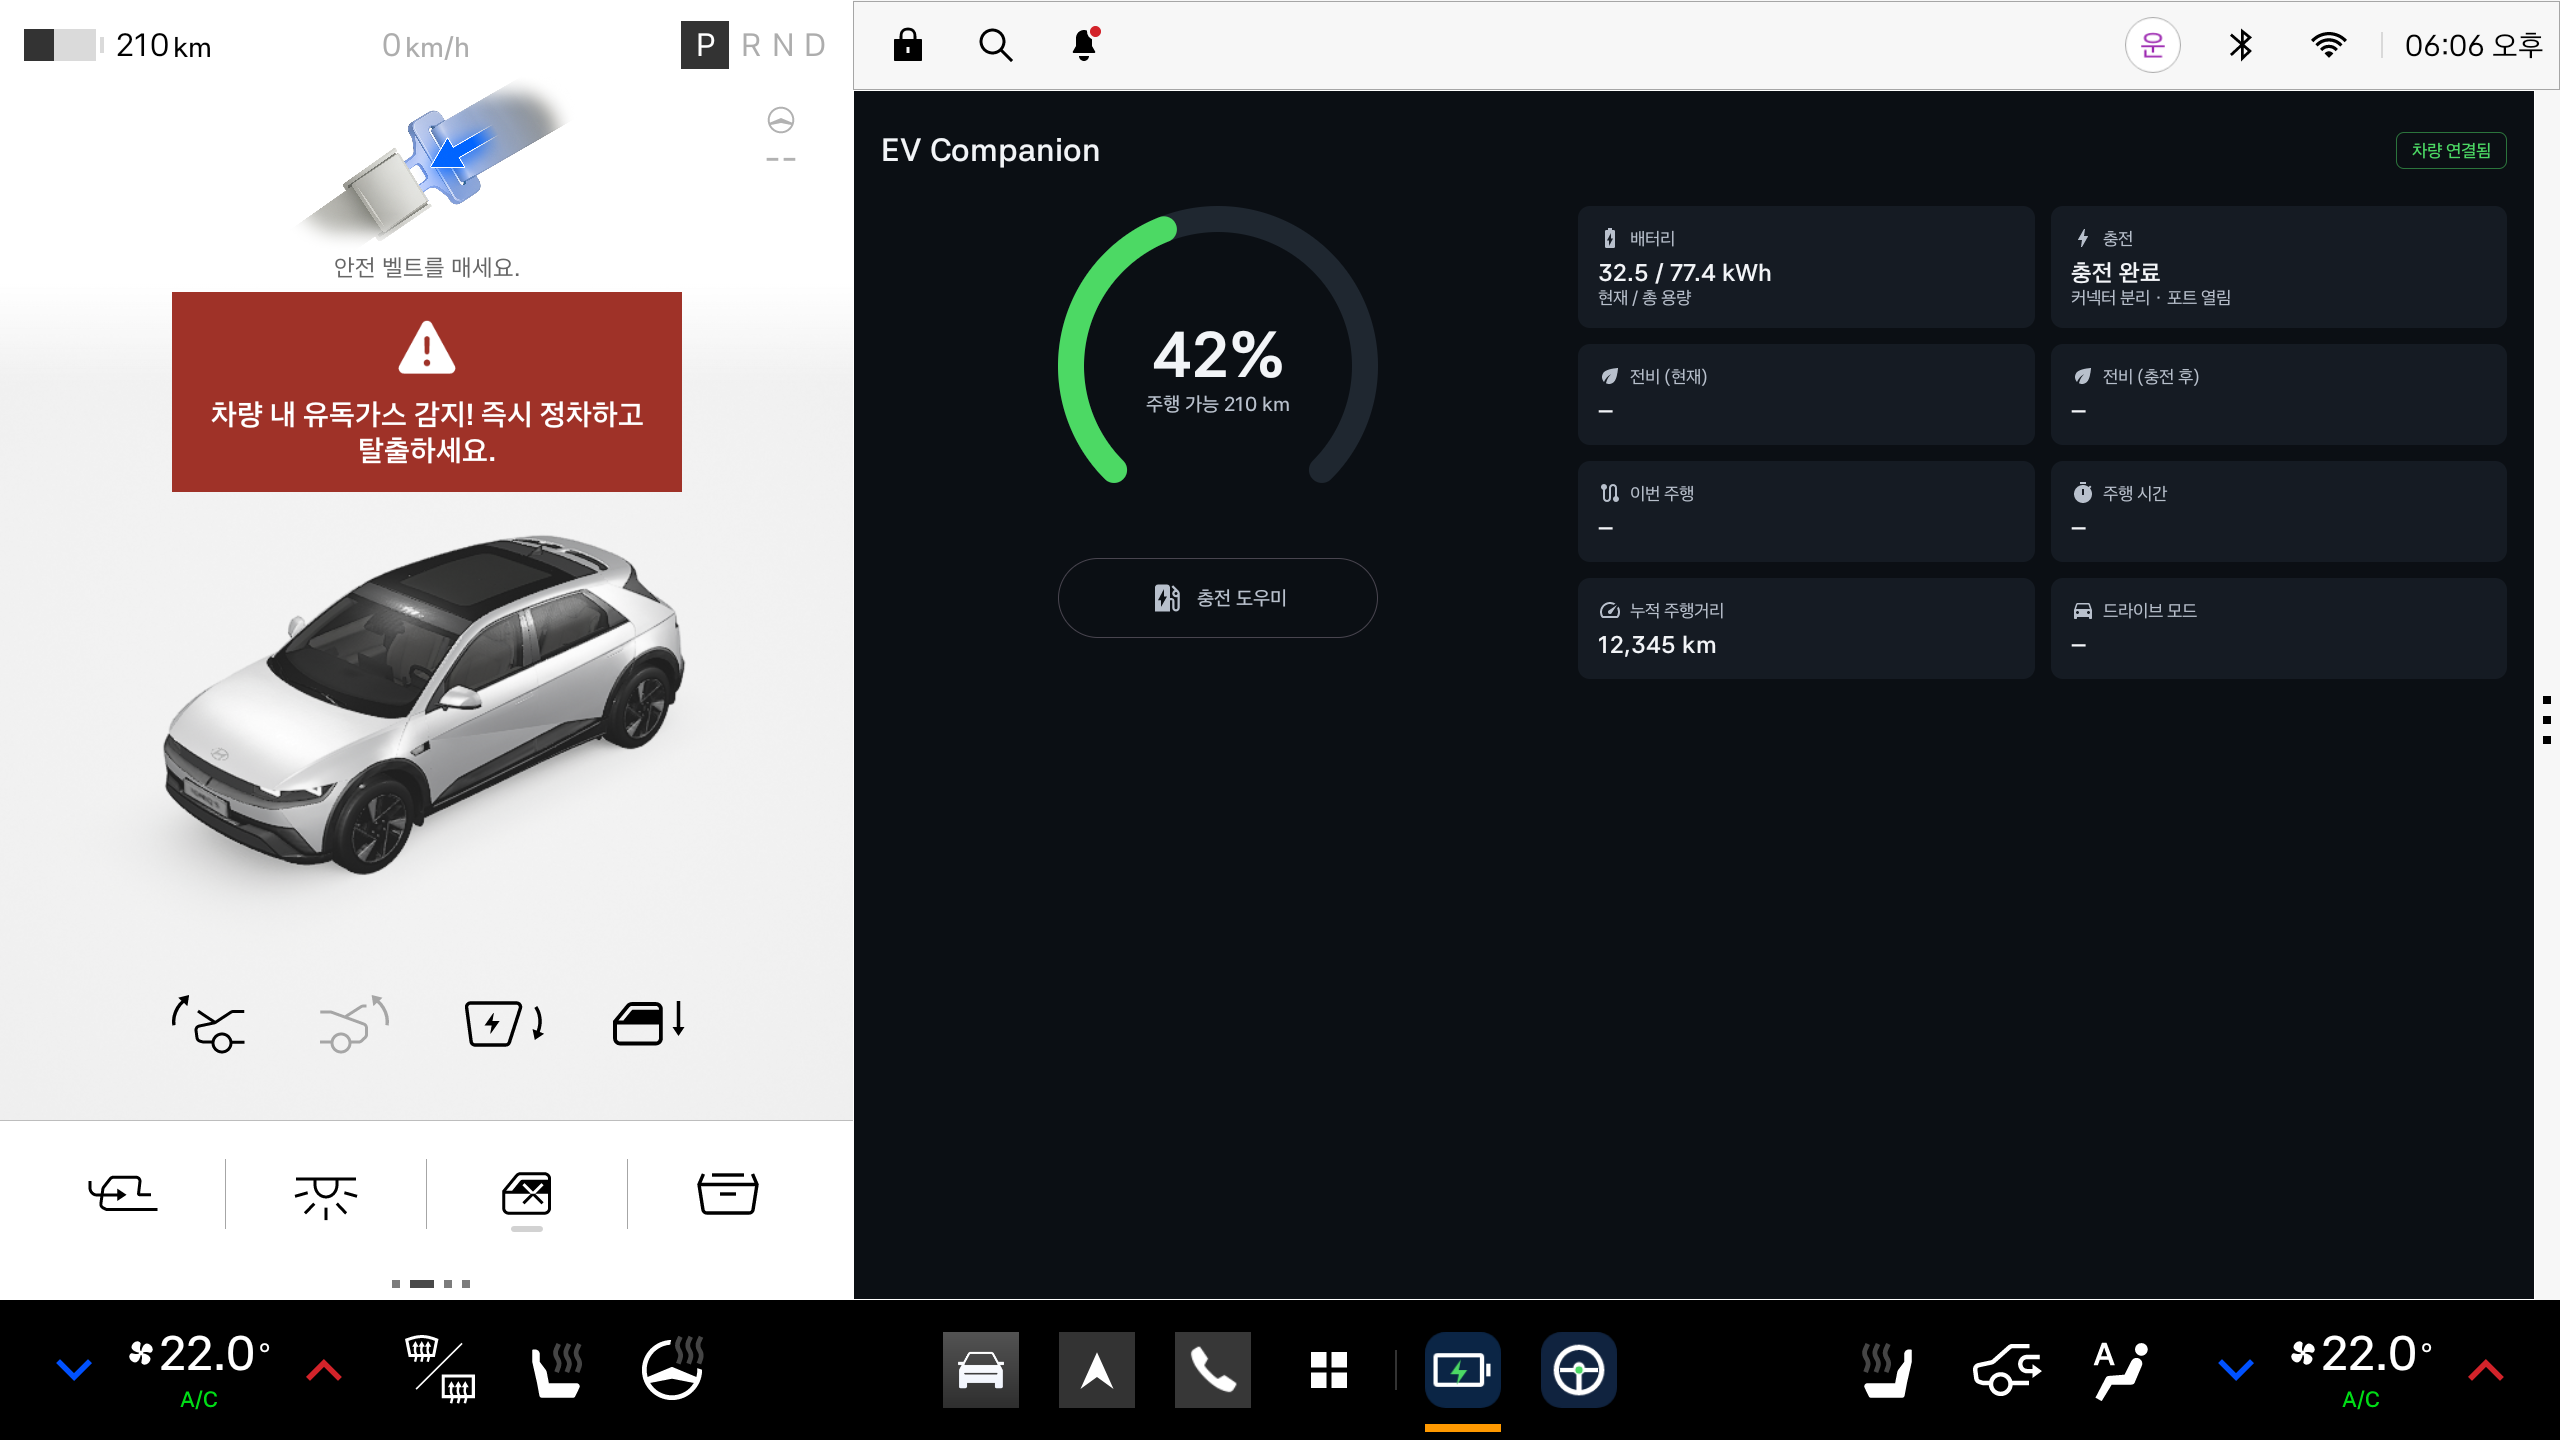 210 km
0 km/h
P R N D
안전 벨트를 매세요.
차량 내 유독가스 감지! 즉시 정차하고
탈출하세요.
운
06:06 오후
EV Companion
차량 연결됨
42%
주행 가능 210 km
충전 도우미
배터리
32.5 / 77.4 kWh
현재 / 총 용량
충전
충전 완료
커넥터 분리 · 포트 열림
전비 (현재)
–
전비 (충전 후)
–
이번 주행
–
주행 시간
–
누적 주행거리
12,345 km
드라이브 모드
–
22.0°
A/C
A
22.0°
A/C